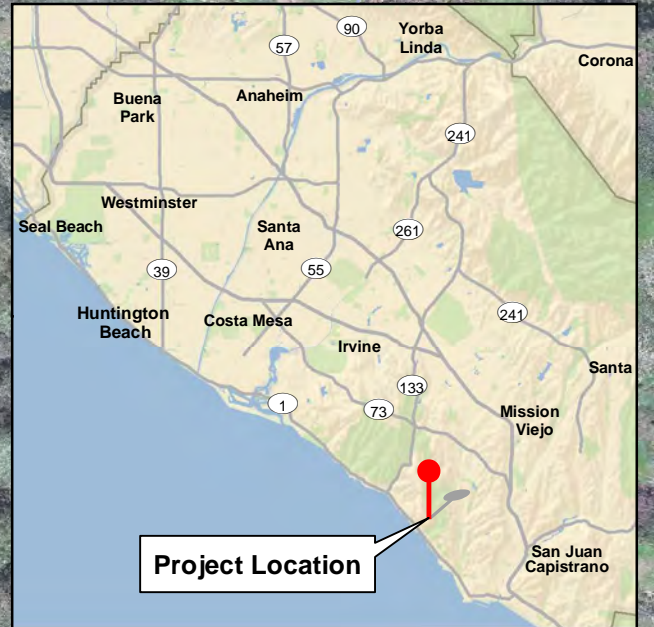 90
Yorba
Linda
57
Corona
Buena
Park
Anaheim
241
Westminster
Seal Beach
Santa
Ana
261
39
55
241
Huntington
Beach
Costa Mesa
Irvine
Santa
133
1
73
Mission
Viejo
Project Location
San Juan
Capistrano